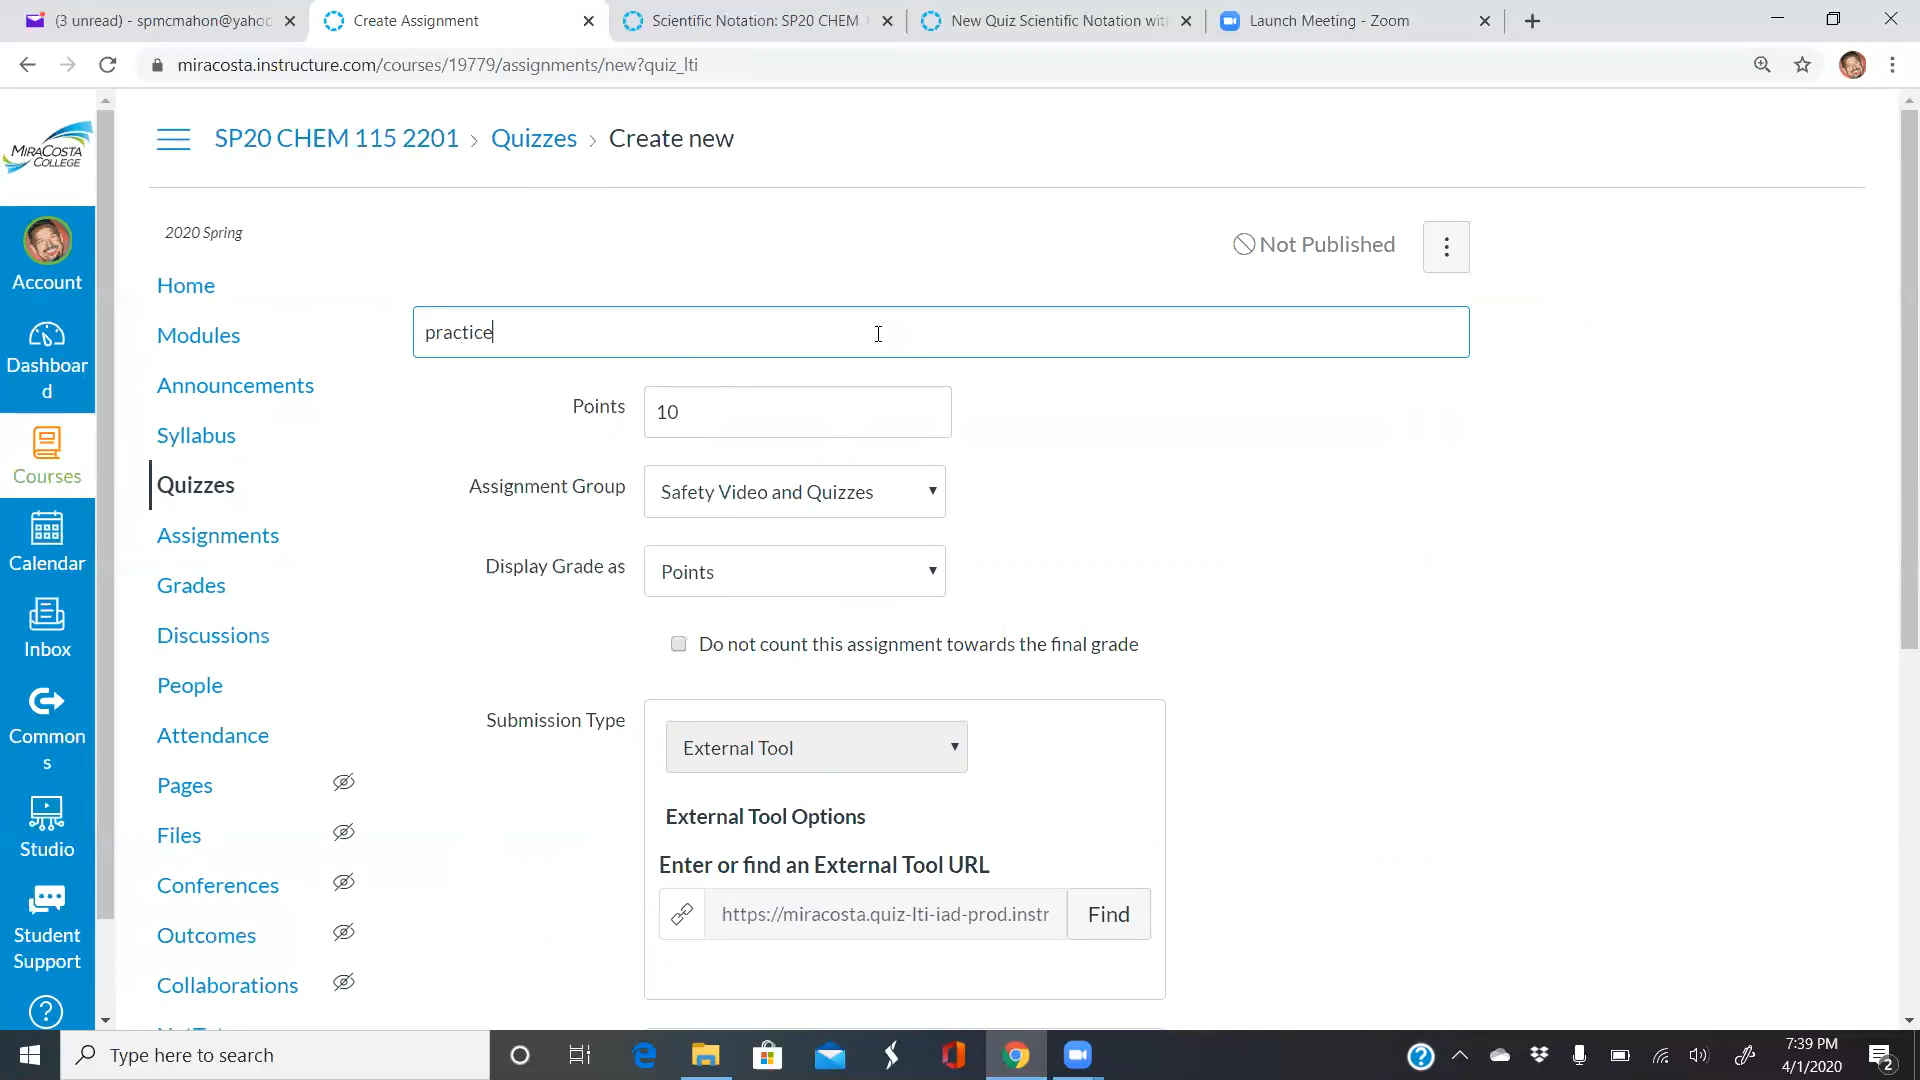 (3 unread) - spmcmahon@yahoo
Create Assignment
Scientific Notation: SP20 CHEM
New Quiz Scientific Notation wit
Launch Meeting - Zoom
miracosta.instructure.com/courses/19779/assignments/new?quiz_lti
MIRACOSTA
COLLEGE
Account
Dashboar
d
Courses
Calendar
Inbox
Common
s
Studio
Student
Support
SP20 CHEM 115 2201 › Quizzes › Create new
2020 Spring
Home
Modules
Announcements
Syllabus
Quizzes
Assignments
Grades
Discussions
People
Attendance
Pages
Files
Conferences
Outcomes
Collaborations
Not Published
practice
Points
10
Assignment Group
Safety Video and Quizzes
Display Grade as
Points
Do not count this assignment towards the final grade
Submission Type
External Tool
External Tool Options
Enter or find an External Tool URL
https://miracosta.quiz-lti-iad-prod.instr
Find
Type here to search
7:39 PM
4/1/2020
2